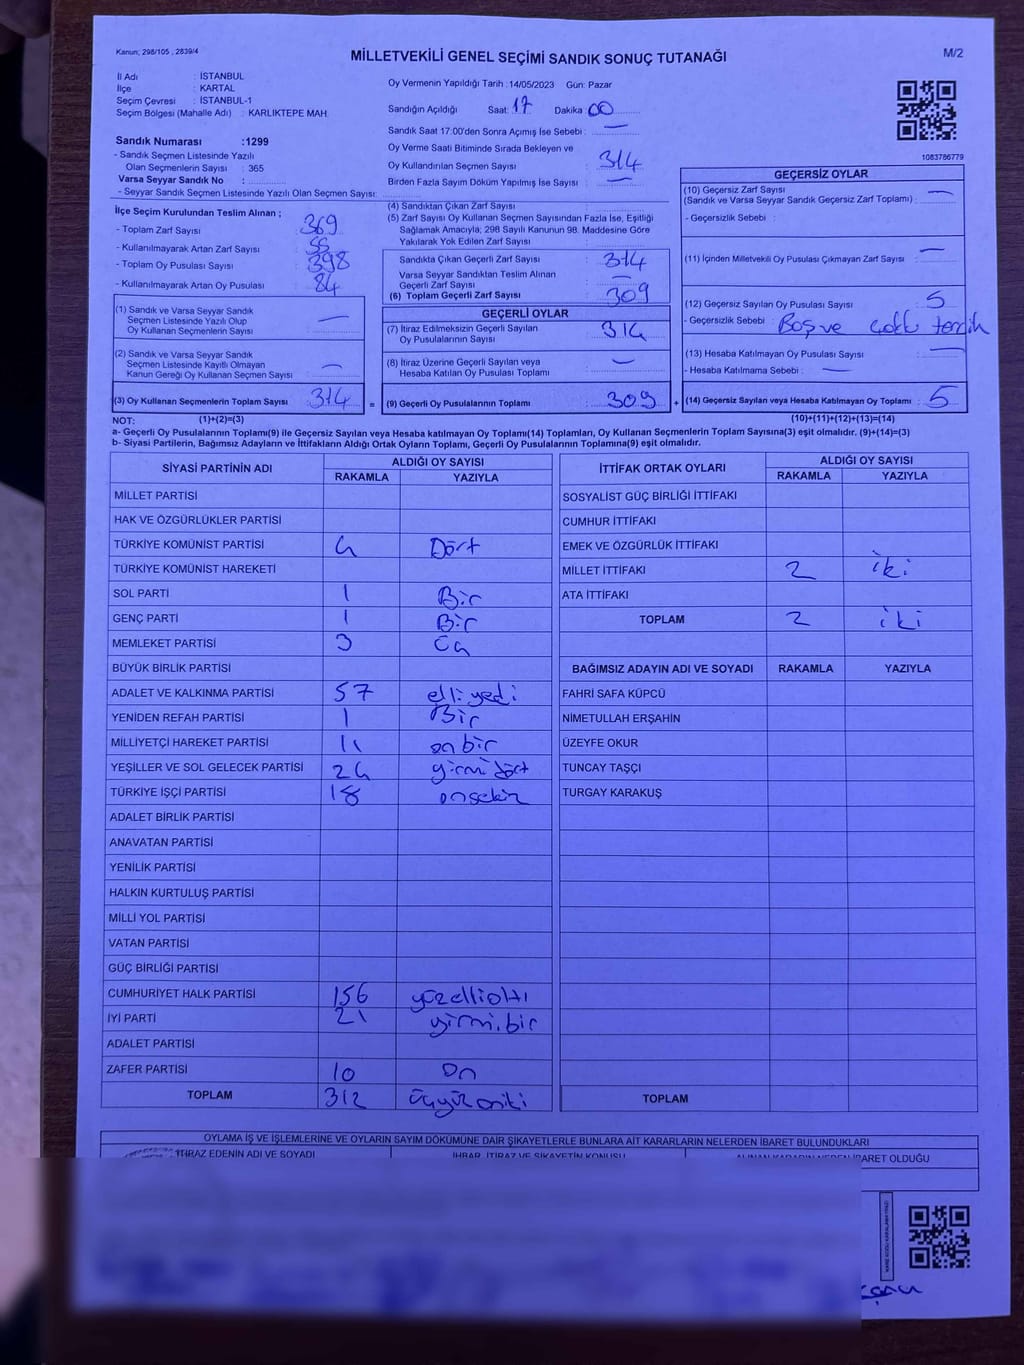 Kanun; 298/105 , 2839/4
MİLLETVEKİLİ GENEL SEÇİMİ SANDIK SONUÇ TUTANAĞI
M/2
İl Adı : İSTANBUL
İlçe : KARTAL
Seçim Çevresi : İSTANBUL-1
Seçim Bölgesi (Mahalle Adı) : KARLIKTEPE MAH
Sandık Numarası :1299
- Sandık Seçmen Listesinde Yazılı
Olan Seçmenlerin Sayısı : 365
Varsa Seyyar Sandık No :
- Seyyar Sandık Seçmen Listesinde Yazılı Olan Seçmen Sayısı:
Oy Vermenin Yapıldığı Tarih :14/05/2023 Gün: Pazar
Sandığın Açıldığı Saat: 17 Dakika: 00
Sandık Saat 17:00'den Sonra Açımış İse Sebebi : —
Oy Verme Saati Bitiminde Sırada Bekleyen ve
Oy Kullandırılan Seçmen Sayısı : 314
Birden Fazla Sayım Döküm Yapılmış İse Sayısı : —
1083786779
İlçe Seçim Kurulundan Teslim Alınan ;
- Toplam Zarf Sayısı : 369
- Kullanılmayarak Artan Zarf Sayısı : 55
- Toplam Oy Pusulası Sayısı : 398
- Kullanılmayarak Artan Oy Pusulası : 84
(1) Sandık ve Varsa Seyyar Sandık
Seçmen Listesinde Yazılı Olup
Oy Kullanan Seçmenlerin Sayısı : —
(2) Sandık ve Varsa Seyyar Sandık
Seçmen Listesinde Kayıtlı Olmayan
Kanun Gereği Oy Kullanan Seçmen Sayısı : —
(3) Oy Kullanan Seçmenlerin Toplam Sayısı : 314
(4) Sandıktan Çıkan Zarf Sayısı :
(5) Zarf Sayısı Oy Kullanan Seçmen Sayısından Fazla İse, Eşitliği
Sağlamak Amacıyla; 298 Sayılı Kanunun 98. Maddesine Göre
Yakılarak Yok Edilen Zarf Sayısı :
Sandıkta Çıkan Geçerli Zarf Sayısı : 314
Varsa Seyyar Sandıktan Teslim Alınan
Geçerli Zarf Sayısı : —
(6) Toplam Geçerli Zarf Sayısı : 309
GEÇERLİ OYLAR
(7) İtiraz Edilmeksizin Geçerli Sayılan
Oy Pusulalarının Sayısı : 314
(8) İtiraz Üzerine Geçerli Sayılan veya
Hesaba Katılan Oy Pusulası Toplamı : —
= (9) Geçerli Oy Pusulalarının Toplamı : 309
GEÇERSİZ OYLAR
(10) Geçersiz Zarf Sayısı
(Sandık ve Varsa Seyyar Sandık Geçersiz Zarf Toplamı) : —
- Geçersizlik Sebebi :
(11) İçinden Milletvekili Oy Pusulası Çıkmayan Zarf Sayısı : —
(12) Geçersiz Sayılan Oy Pusulası Sayısı : 5
- Geçersizlik Sebebi : Boş ve çoklu tercih
(13) Hesaba Katılmayan Oy Pusulası Sayısı : —
- Hesaba Katılmama Sebebi : —
+ (14) Geçersiz Sayılan veya Hesaba Katılmayan Oy Toplamı : 5
NOT: (1)+(2)=(3) (10)+(11)+(12)+(13)=(14)
a- Geçerli Oy Pusulalarının Toplamı(9) ile Geçersiz Sayılan veya Hesaba katılmayan Oy Toplamı(14) Toplamları, Oy Kullanan Seçmenlerin Toplam Sayısına(3) eşit olmalıdır. (9)+(14)=(3)
b- Siyasi Partilerin, Bağımsız Adayların ve İttifakların Aldığı Ortak Oyların Toplamı, Geçerli Oy Pusulalarının Toplamına(9) eşit olmalıdır.
SİYASİ PARTİNİN ADI ALDIĞI OY SAYISI
RAKAMLA YAZIYLA
MİLLET PARTİSİ
HAK VE ÖZGÜRLÜKLER PARTİSİ
TÜRKİYE KOMÜNİST PARTİSİ 4 Dört
TÜRKİYE KOMÜNİST HAREKETİ
SOL PARTİ 1 Bir
GENÇ PARTİ 1 Bir
MEMLEKET PARTİSİ 3 Üç
BÜYÜK BİRLİK PARTİSİ
ADALET VE KALKINMA PARTİSİ 57 elli yedi
YENİDEN REFAH PARTİSİ 1 Bir
MİLLİYETÇİ HAREKET PARTİSİ 11 on bir
YEŞİLLER VE SOL GELECEK PARTİSİ 24 yirmi dört
TÜRKİYE İŞÇİ PARTİSİ 18 onsekiz
ADALET BİRLİK PARTİSİ
ANAVATAN PARTİSİ
YENİLİK PARTİSİ
HALKIN KURTULUŞ PARTİSİ
MİLLİ YOL PARTİSİ
VATAN PARTİSİ
GÜÇ BİRLİĞİ PARTİSİ
CUMHURİYET HALK PARTİSİ 156 yüzellialtı
İYİ PARTİ 21 yirmi bir
ADALET PARTİSİ
ZAFER PARTİSİ 10 On
TOPLAM 312 üçyüzoniki
İTTİFAK ORTAK OYLARI ALDIĞI OY SAYISI
RAKAMLA YAZIYLA
SOSYALİST GÜÇ BİRLİĞİ İTTİFAKI
CUMHUR İTTİFAKI
EMEK VE ÖZGÜRLÜK İTTİFAKI
MİLLET İTTİFAKI 2 iki
ATA İTTİFAKI
TOPLAM 2 iki
BAĞIMSIZ ADAYIN ADI VE SOYADI RAKAMLA YAZIYLA
FAHRİ SAFA KÜPCÜ
NİMETULLAH ERŞAHİN
ÜZEYFE OKUR
TUNCAY TAŞÇI
TURGAY KARAKUŞ
TOPLAM
OYLAMA İŞ VE İŞLEMLERİNE VE OYLARIN SAYIM DÖKÜMÜNE DAİR ŞİKAYETLERLE BUNLARA AİT KARARLARIN NELERDEN İBARET BULUNDUKLARI
İTİRAZ EDENİN ADI VE SOYADI İHBAR, İTİRAZ VE ŞİKAYETİN KONUSU ALINAN KARARIN NEDEN İBARET OLDUĞU